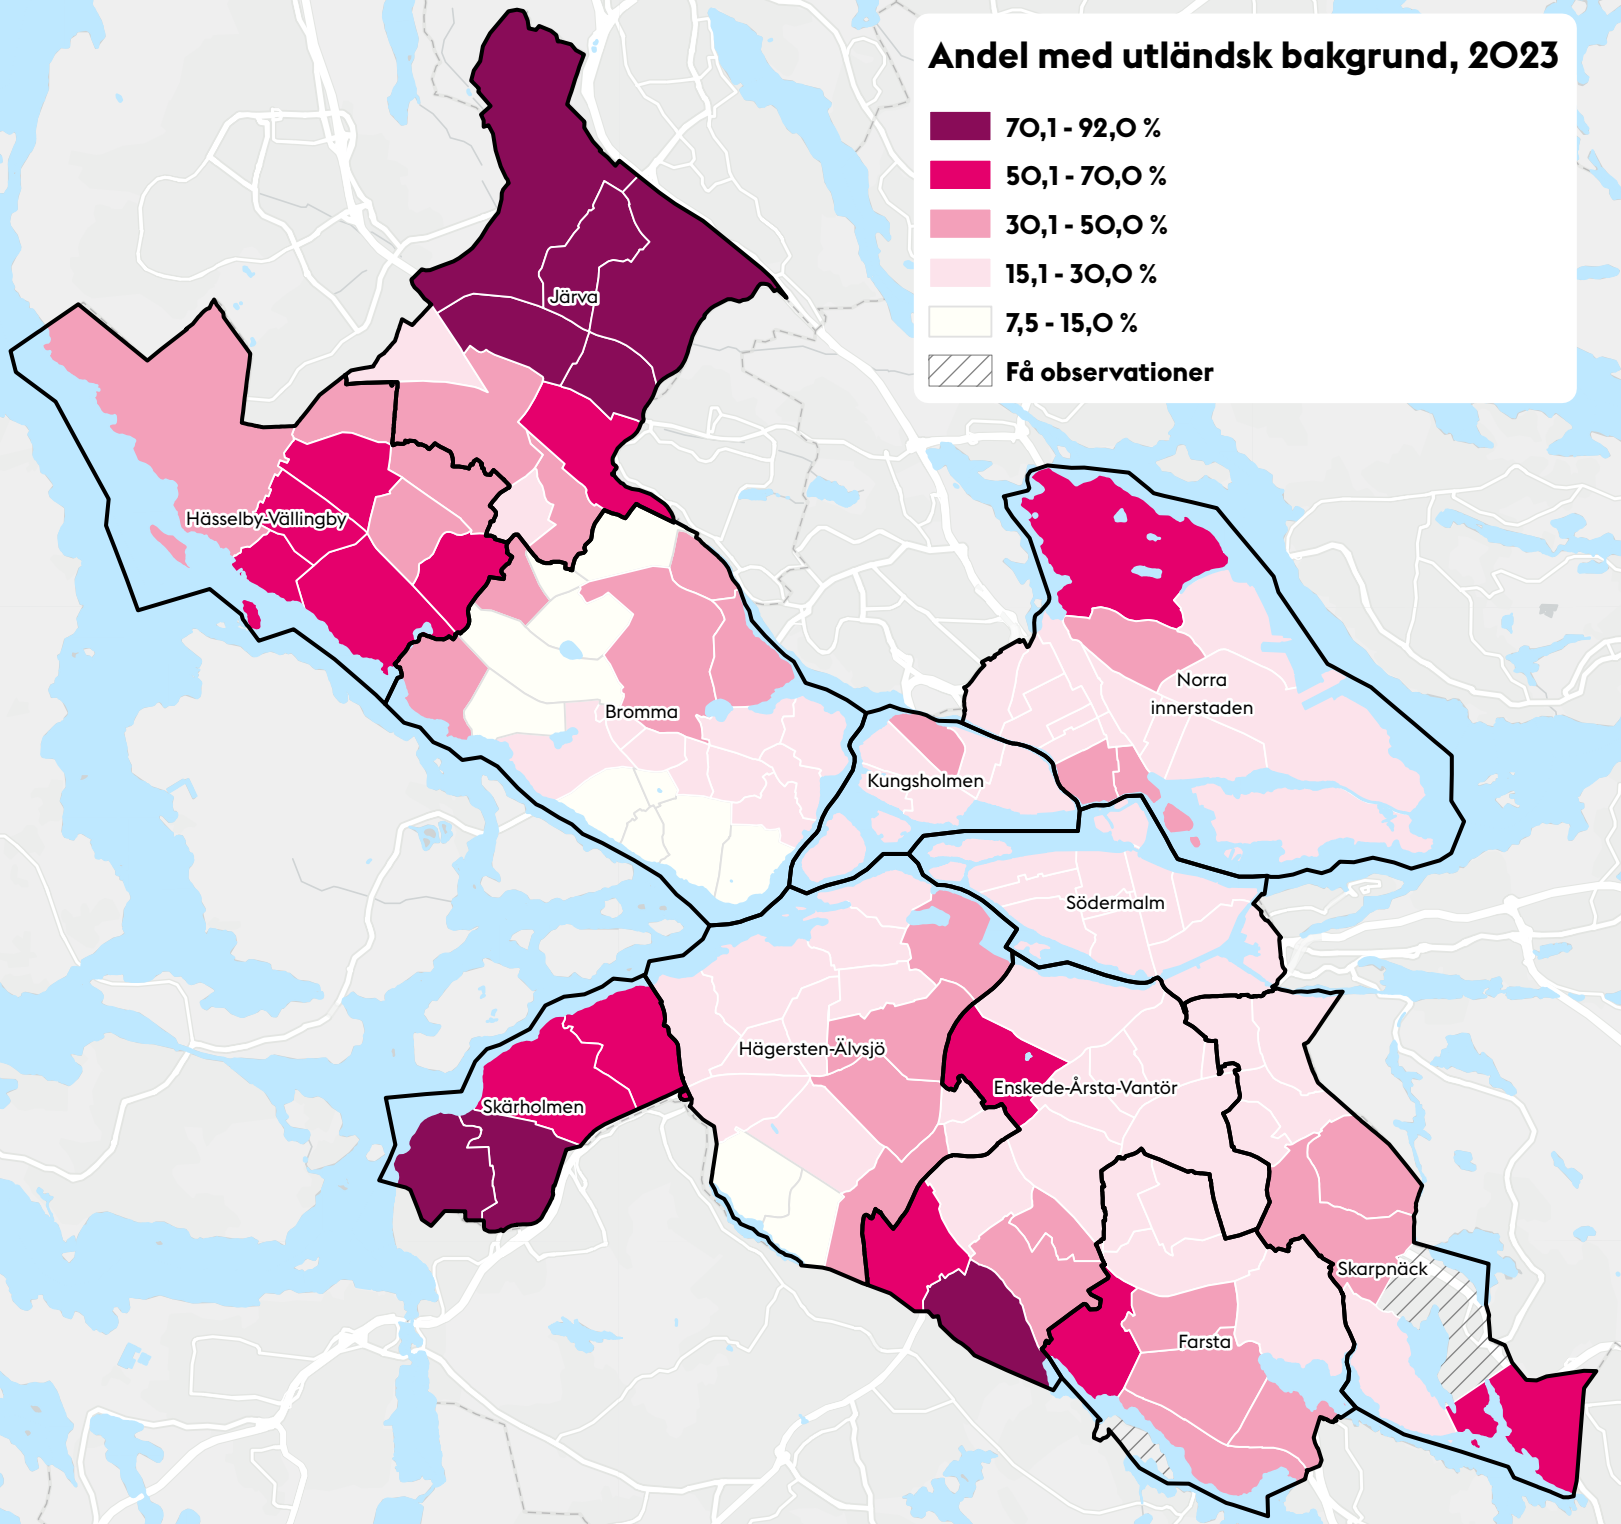 Andel med utländsk bakgrund, 2023
70,1 - 92,0 %
50,1 - 70,0 %
30,1 - 50,0 %
15,1 - 30,0 %
7,5 - 15,0 %
Få observationer
Järva
Hässelby-Vällingby
Norra
innerstaden
Bromma
Kungsholmen
Södermalm
Hägersten-Älvsjö
Enskede-Årsta-Vantör
Skärholmen
Skarpnäck
Farsta